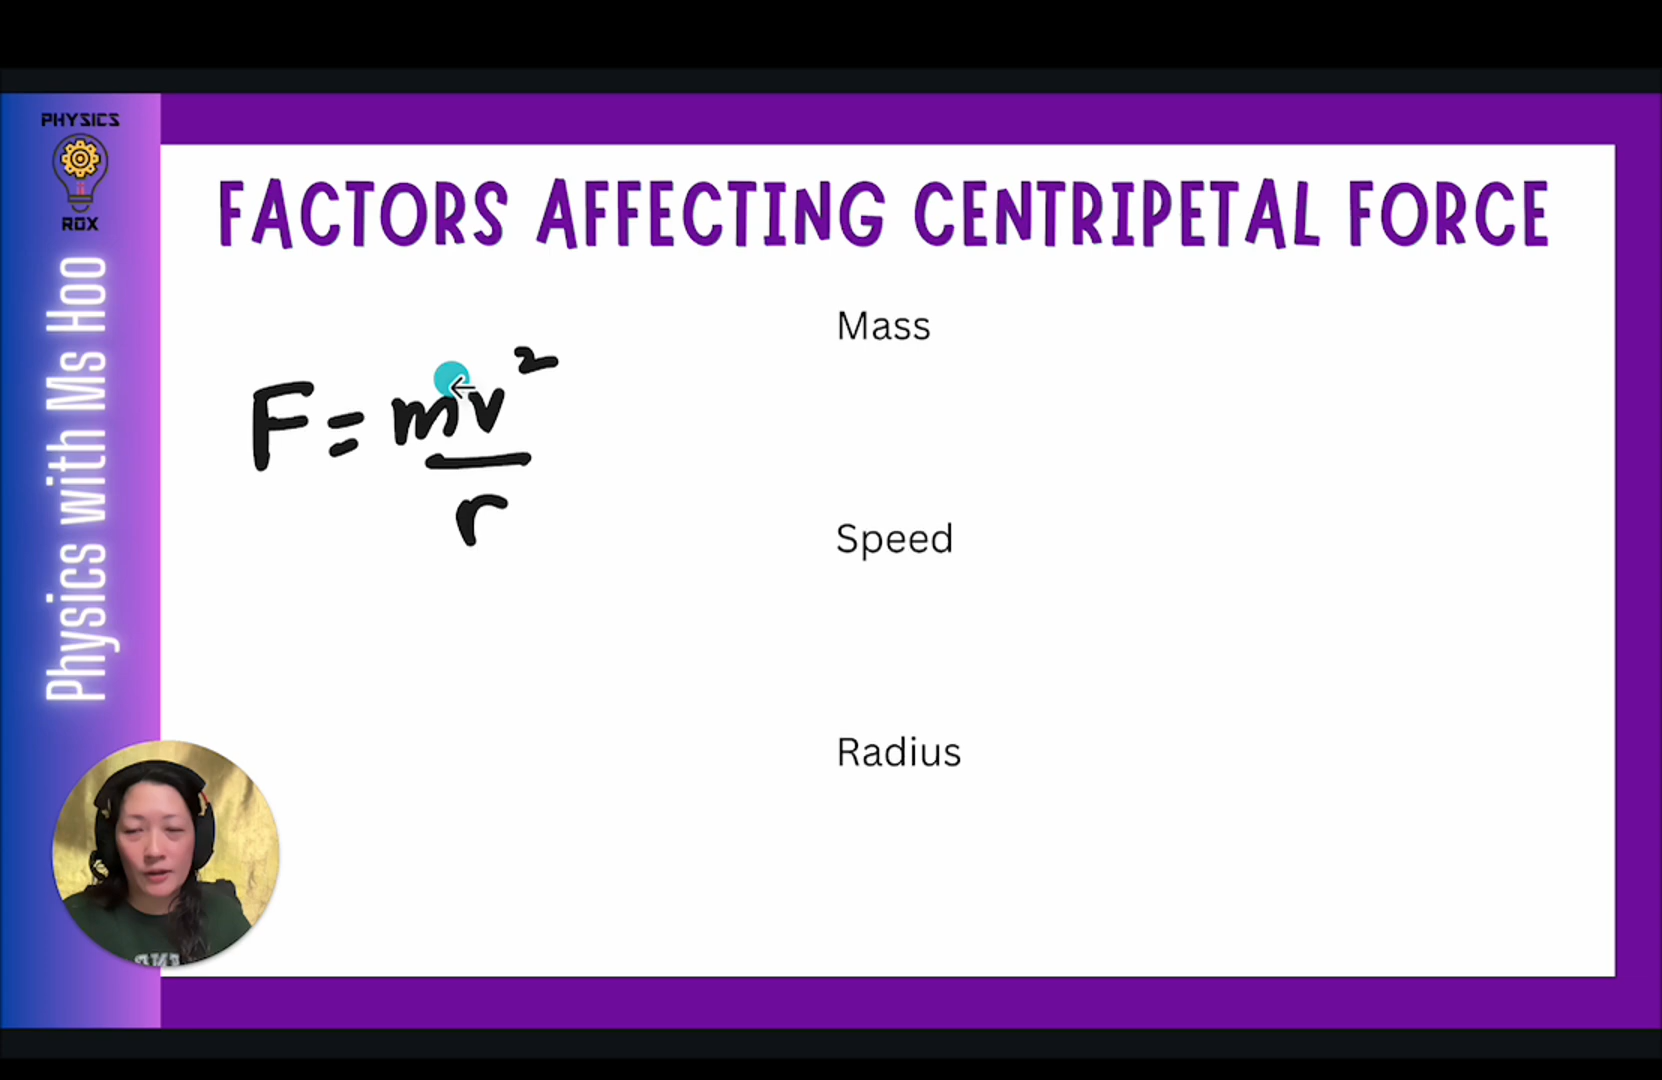 PHYSICS
ROX
Physics with Ms Hoo
FACTORS AFFECTING CENTRIPETAL FORCE
F = mv²
r
Mass
Speed
Radius